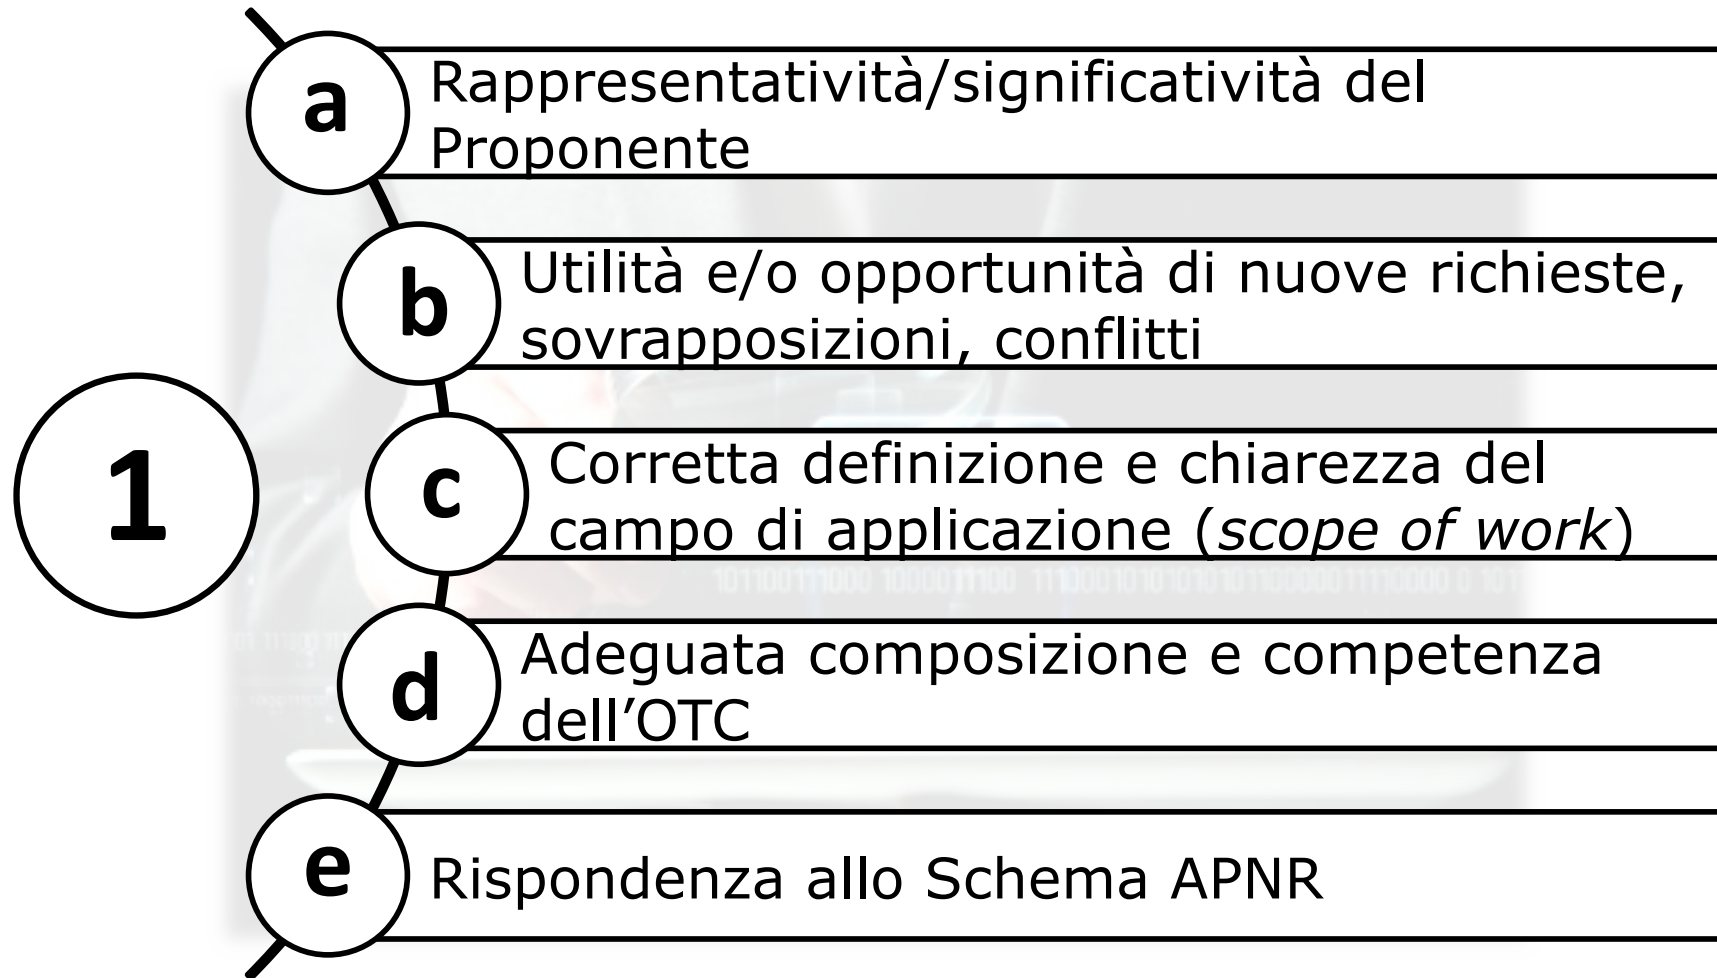 a
Rappresentatività/significatività del
Proponente
b
Utilità e/o opportunità di nuove richieste,
sovrapposizioni, conflitti
1
c
Corretta definizione e chiarezza del
campo di applicazione (scope of work)
d
Adeguata composizione e competenza
dell’OTC
e
Rispondenza allo Schema APNR